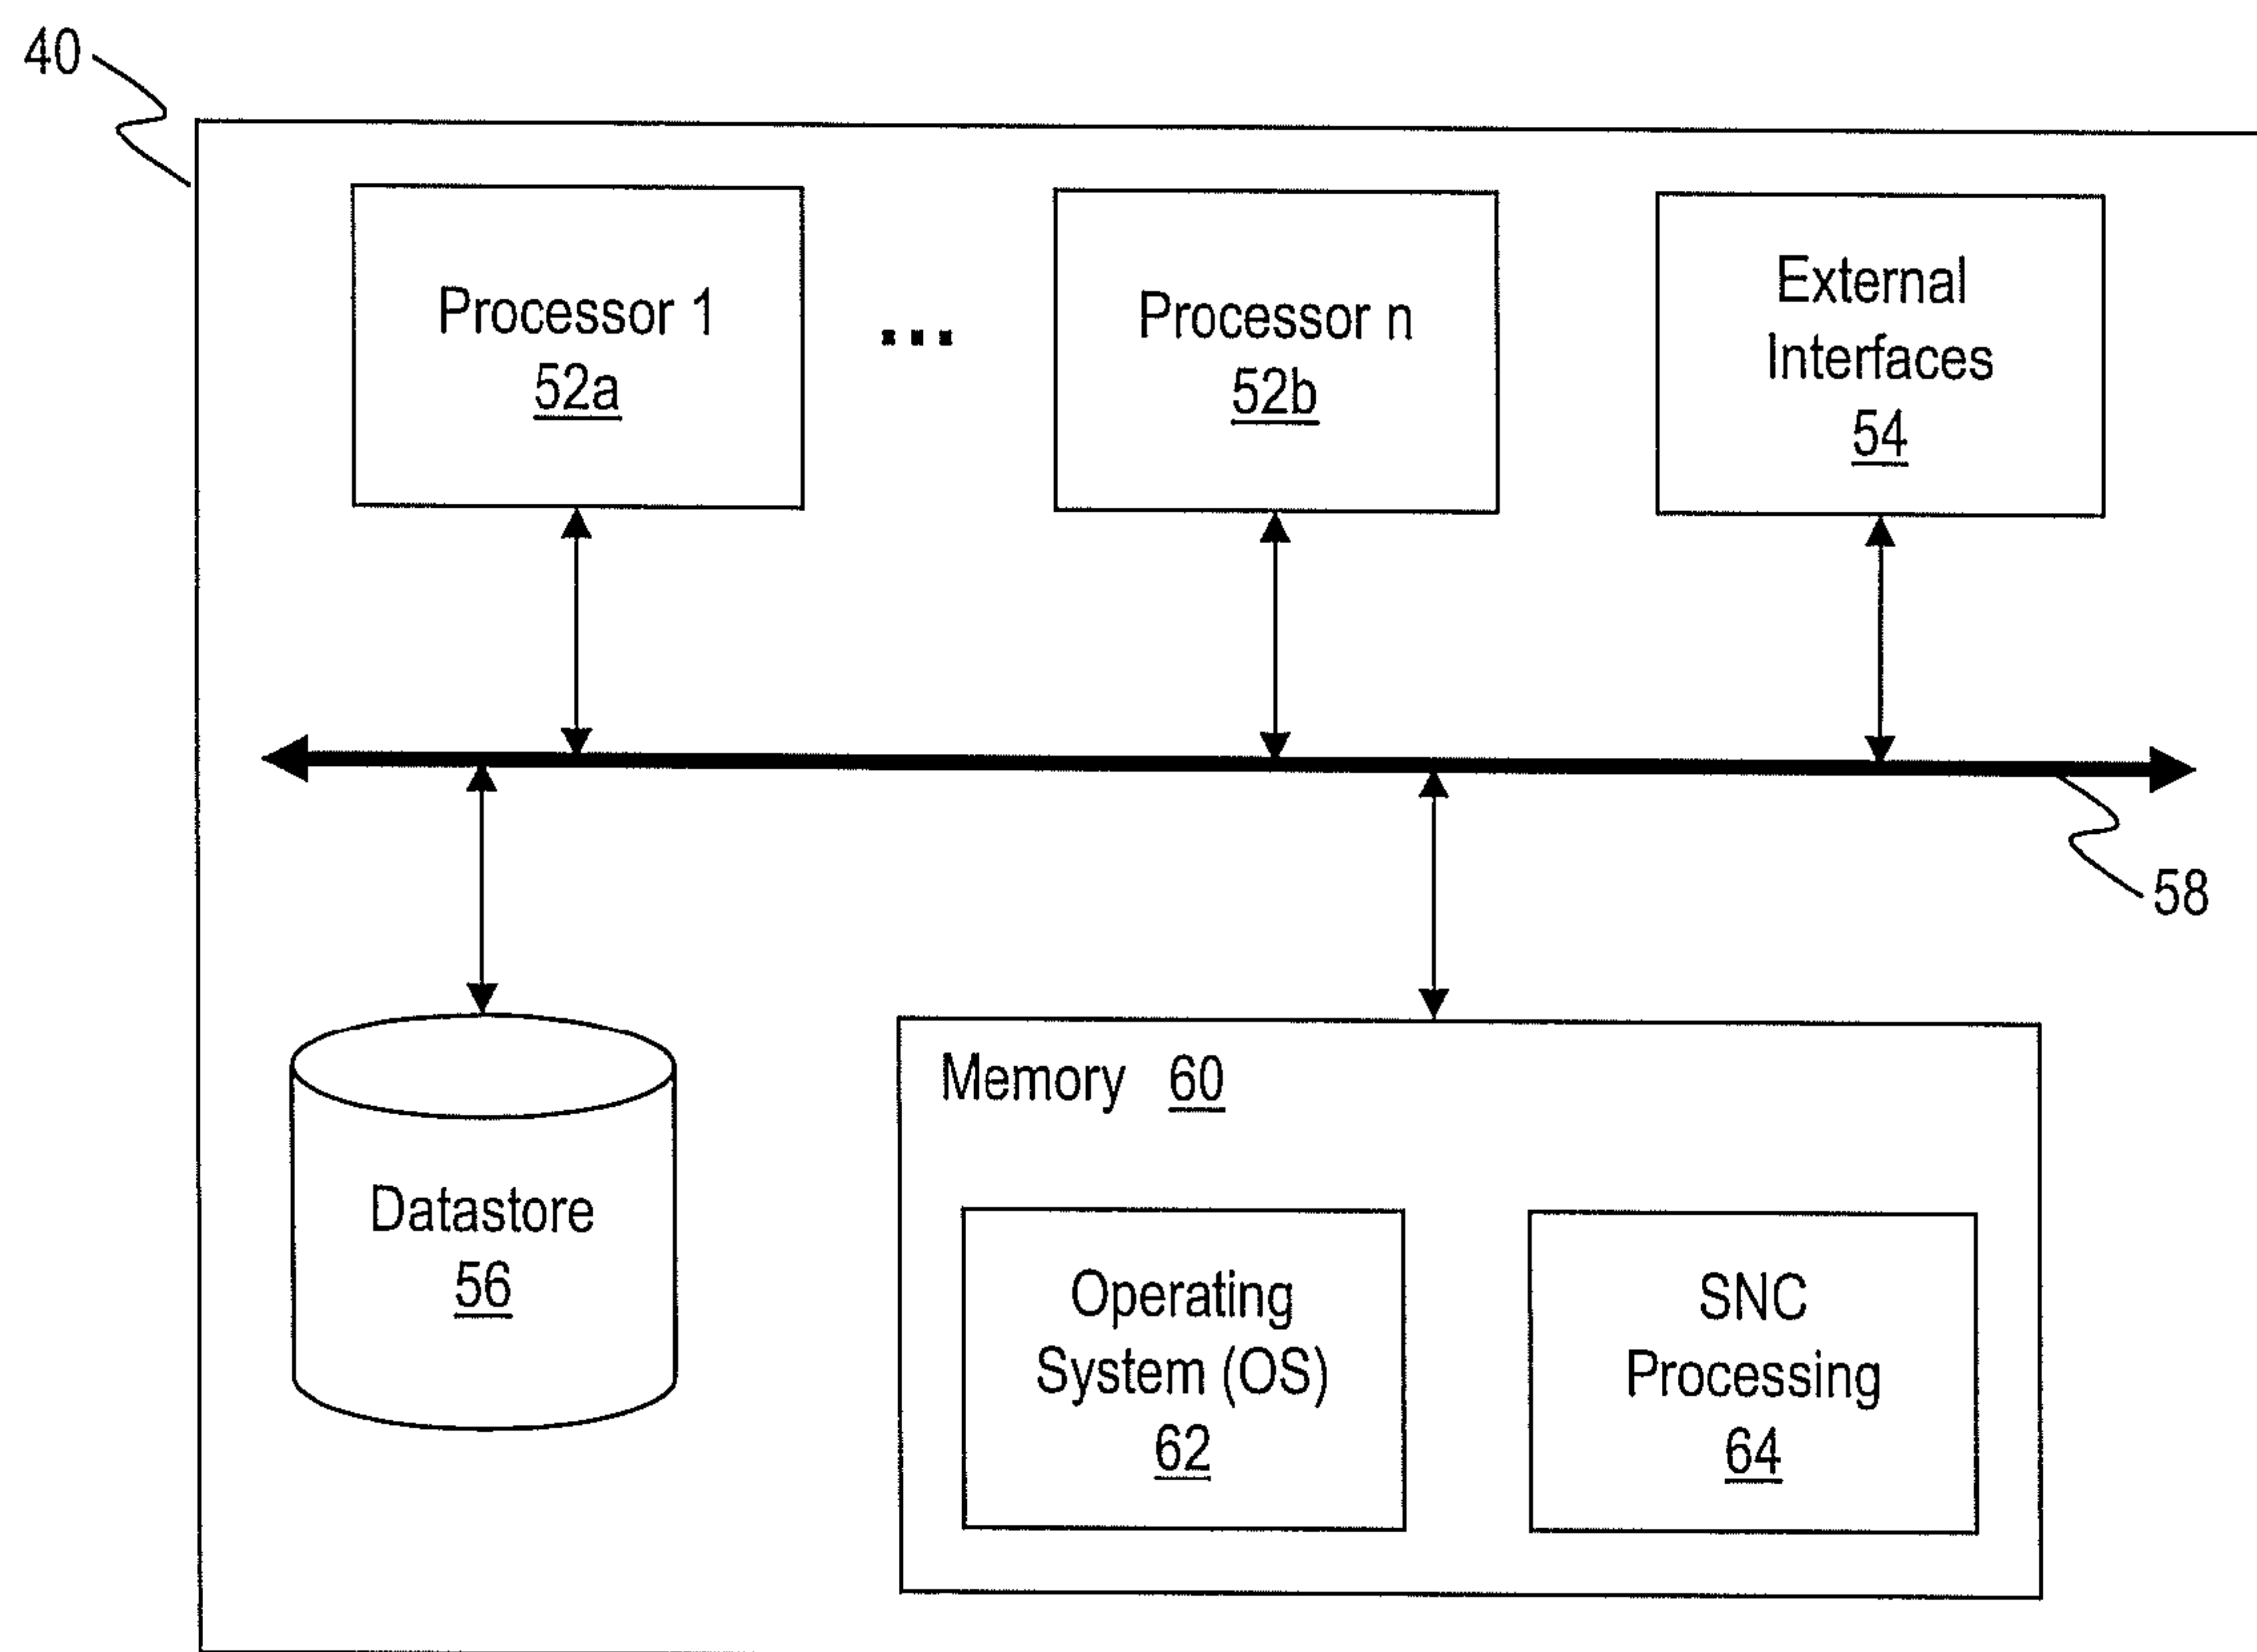 40
Processor 1
52a
...
Processor n
52b
External
Interfaces
54
58
Datastore
56
Memory 60
Operating
System (OS)
62
SNC
Processing
64